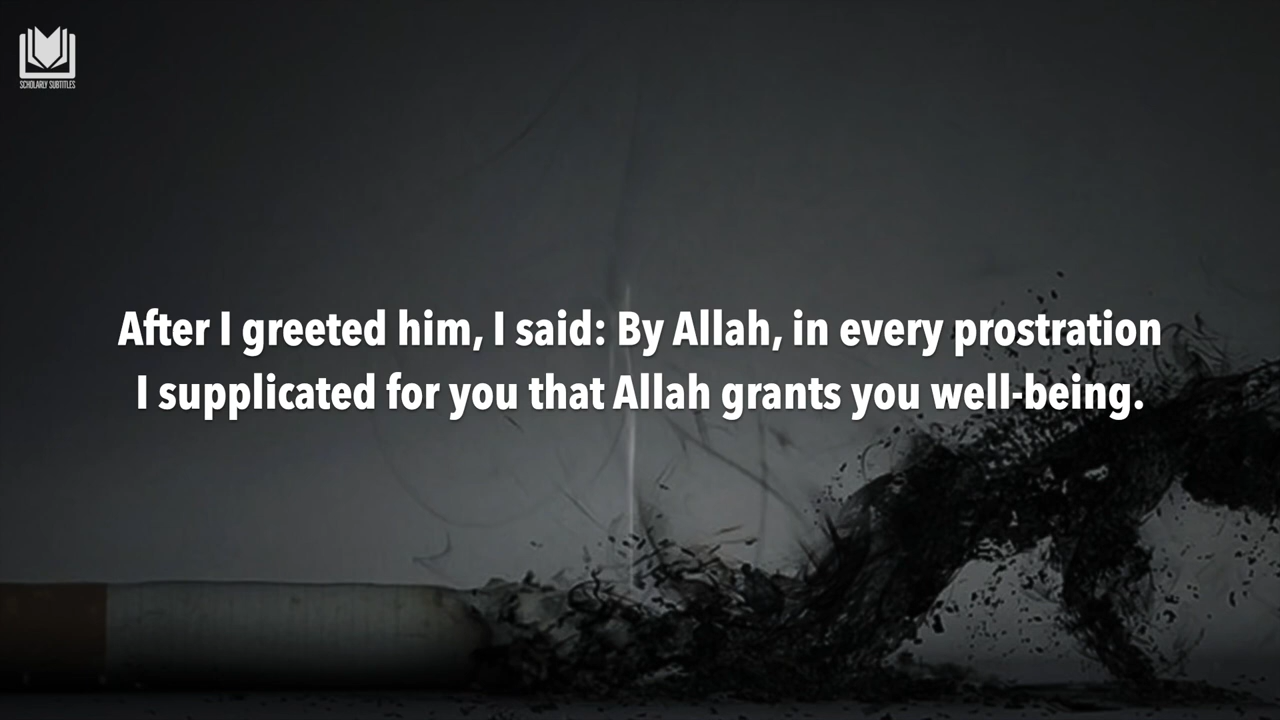 SCHOLARLY SUBTITLES
After I greeted him, I said: By Allah, in every prostration
I supplicated for you that Allah grants you well-being.